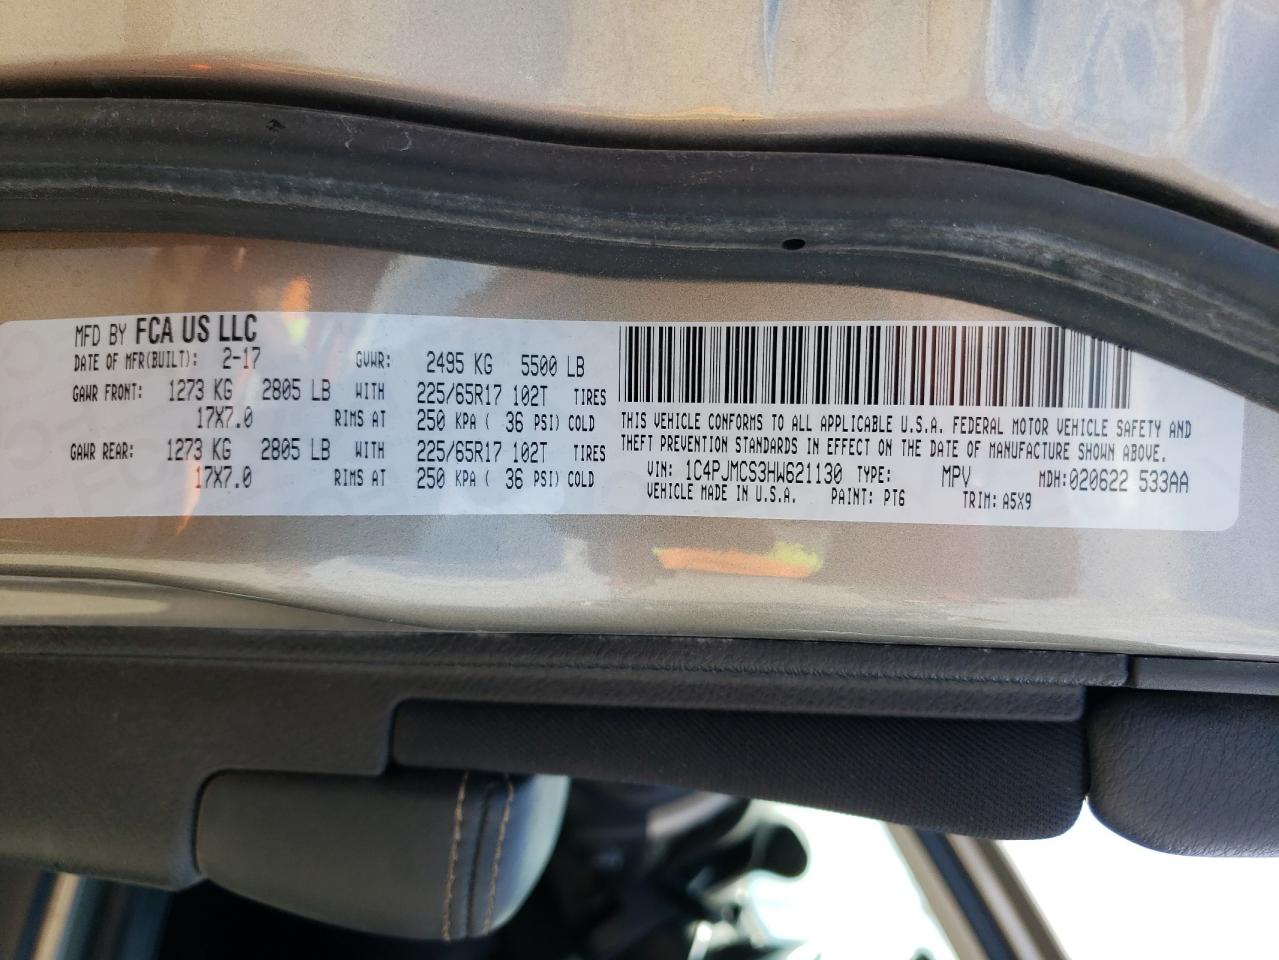 MFD BY FCA US LLC
DATE OF MFR(BUILT): 2-17 GVWR: 2495 KG 5500 LB
GAWR FRONT: 1273 KG 2805 LB WITH 225/65R17 102T TIRES
17X7.0 RIMS AT 250 KPA ( 36 PSI) COLD
GAWR REAR: 1273 KG 2805 LB WITH 225/65R17 102T TIRES
17X7.0 RIMS AT 250 KPA ( 36 PSI) COLD
THIS VEHICLE CONFORMS TO ALL APPLICABLE U.S.A. FEDERAL MOTOR VEHICLE SAFETY AND
THEFT PREVENTION STANDARDS IN EFFECT ON THE DATE OF MANUFACTURE SHOWN ABOVE.
VIN: 1C4PJMCS3HW621130 TYPE: MPV MDH:020622 533AA
VEHICLE MADE IN U.S.A. PAINT: PT6 TRIM: A5X9